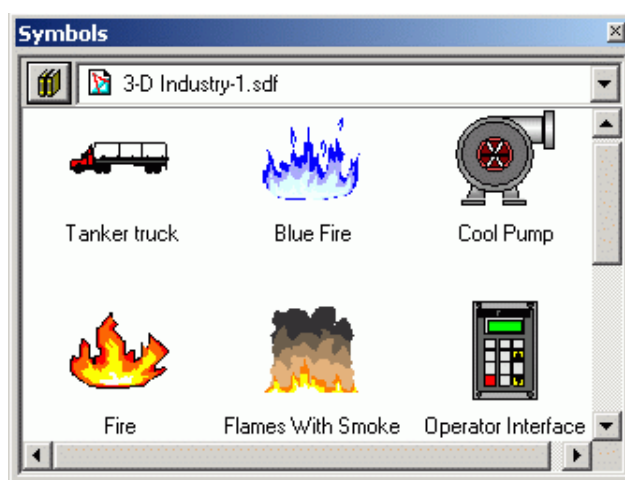 Symbols
3-D Industry-1.sdf
Tanker truck
Blue Fire
Cool Pump
Fire
Flames With Smoke
Operator Interface